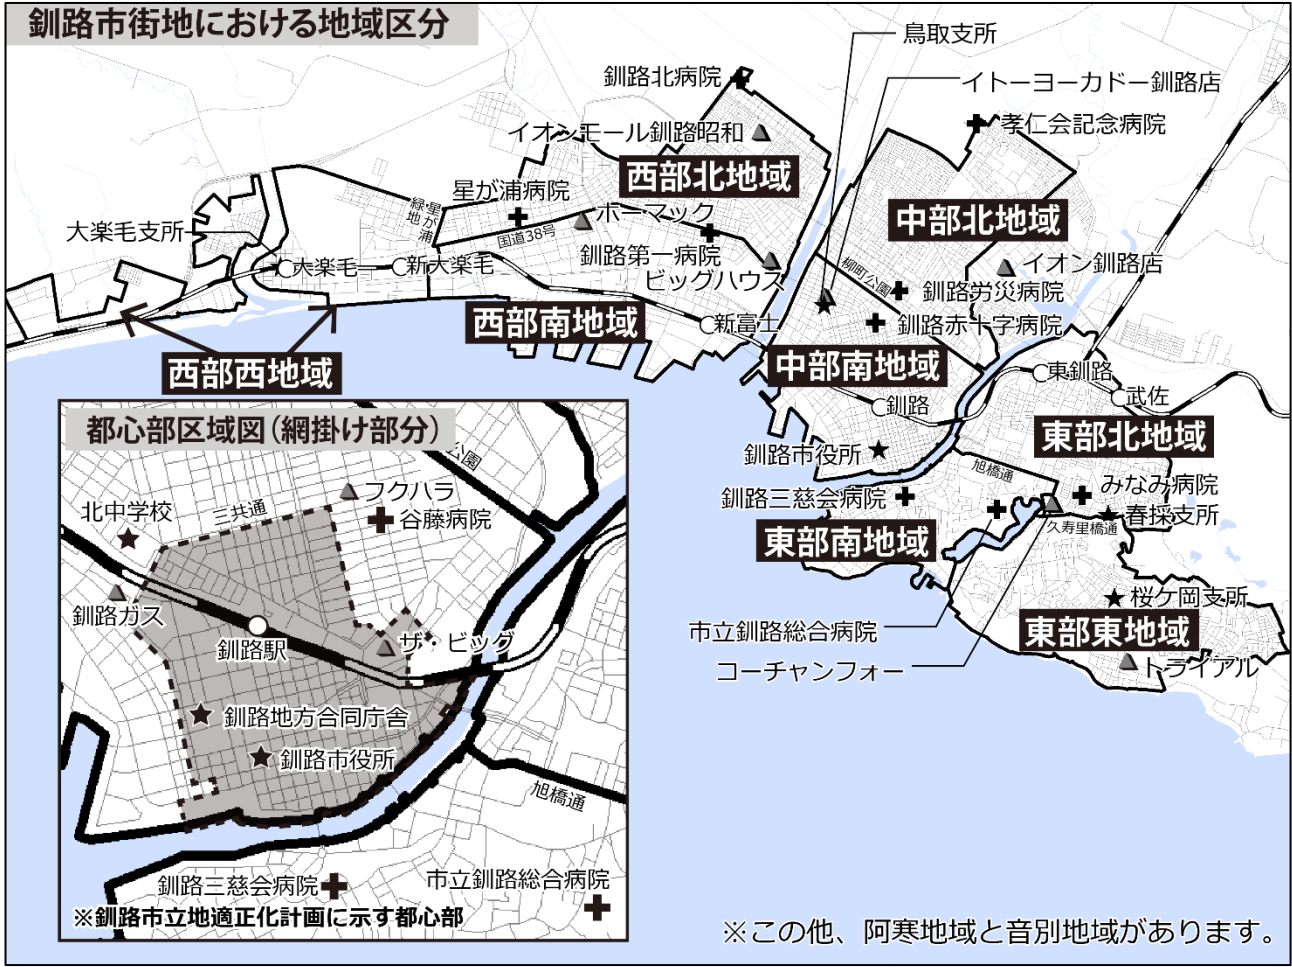 釧路市街地における地域区分
鳥取支所
釧路北病院
イトーヨーカドー釧路店
イオンモール釧路昭和
孝仁会記念病院
西部北地域
星が浦病院
星が浦緑地
ホーマック
中部北地域
大楽毛支所
国道38号
釧路第一病院
ビッグハウス
大楽毛
新大楽毛
柳町公園
イオン釧路店
釧路労災病院
釧路赤十字病院
西部南地域
新富士
西部西地域
中部南地域
東釧路
武佐
釧路
東部北地域
釧路市役所
旭橋通
釧路三慈会病院
みなみ病院
春採支所
久寿里橋通
東部南地域
桜ケ岡支所
市立釧路総合病院
東部東地域
コーチャンフォー
トライアル
都心部区域図(網掛け部分)
公園
フクハラ
北中学校
三共通
谷藤病院
釧路ガス
釧路駅
ザ・ビッグ
釧路地方合同庁舎
釧路市役所
旭橋通
釧路三慈会病院
市立釧路総合病院
※釧路市立地適正化計画に示す都心部
※この他、阿寒地域と音別地域があります。